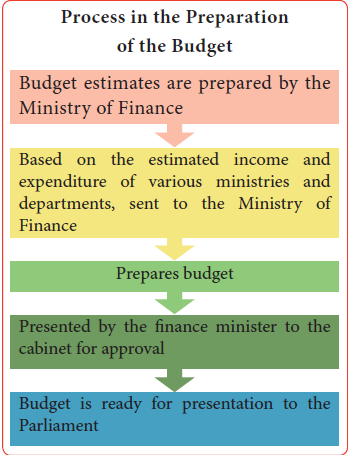 Process in the Preparation
of the Budget
Budget estimates are prepared by the
Ministry of Finance
Based on the estimated income and
expenditure of various ministries and
departments, sent to the Ministry of
Finance
Prepares budget
Presented by the finance minister to the
cabinet for approval
Budget is ready for presentation to the
Parliament